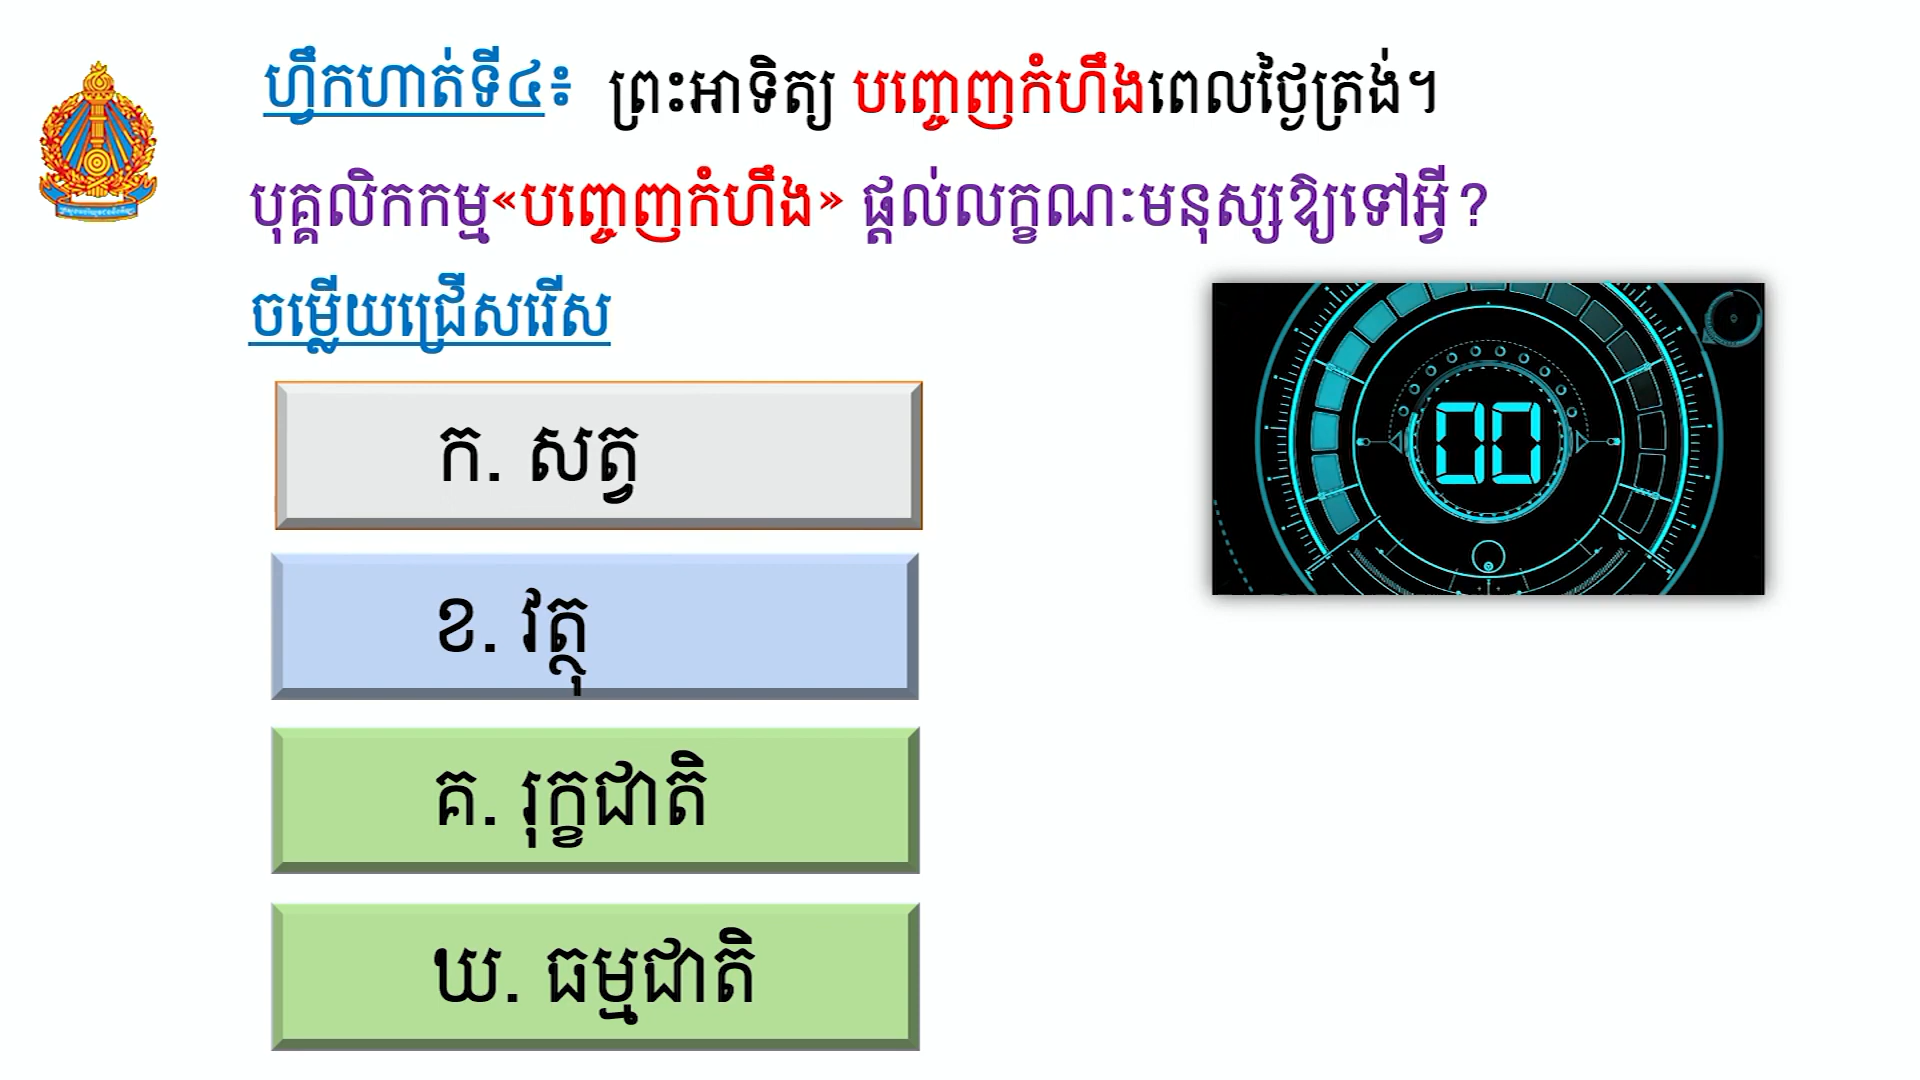 ហ្វឹកហាត់ទី៤៖ ព្រះអាទិត្យ បញ្ចេញកំហឹងពេលថ្ងៃត្រង់។
បុគ្គលិកកម្ម«បញ្ចេញកំហឹង» ផ្តល់លក្ខណៈមនុស្សឱ្យទៅអ្វី?
ចម្លើយជ្រើសរើស
ក. សត្វ
00
ខ. វត្ថុ
គ. រុក្ខជាតិ
ឃ. ធម្មជាតិ